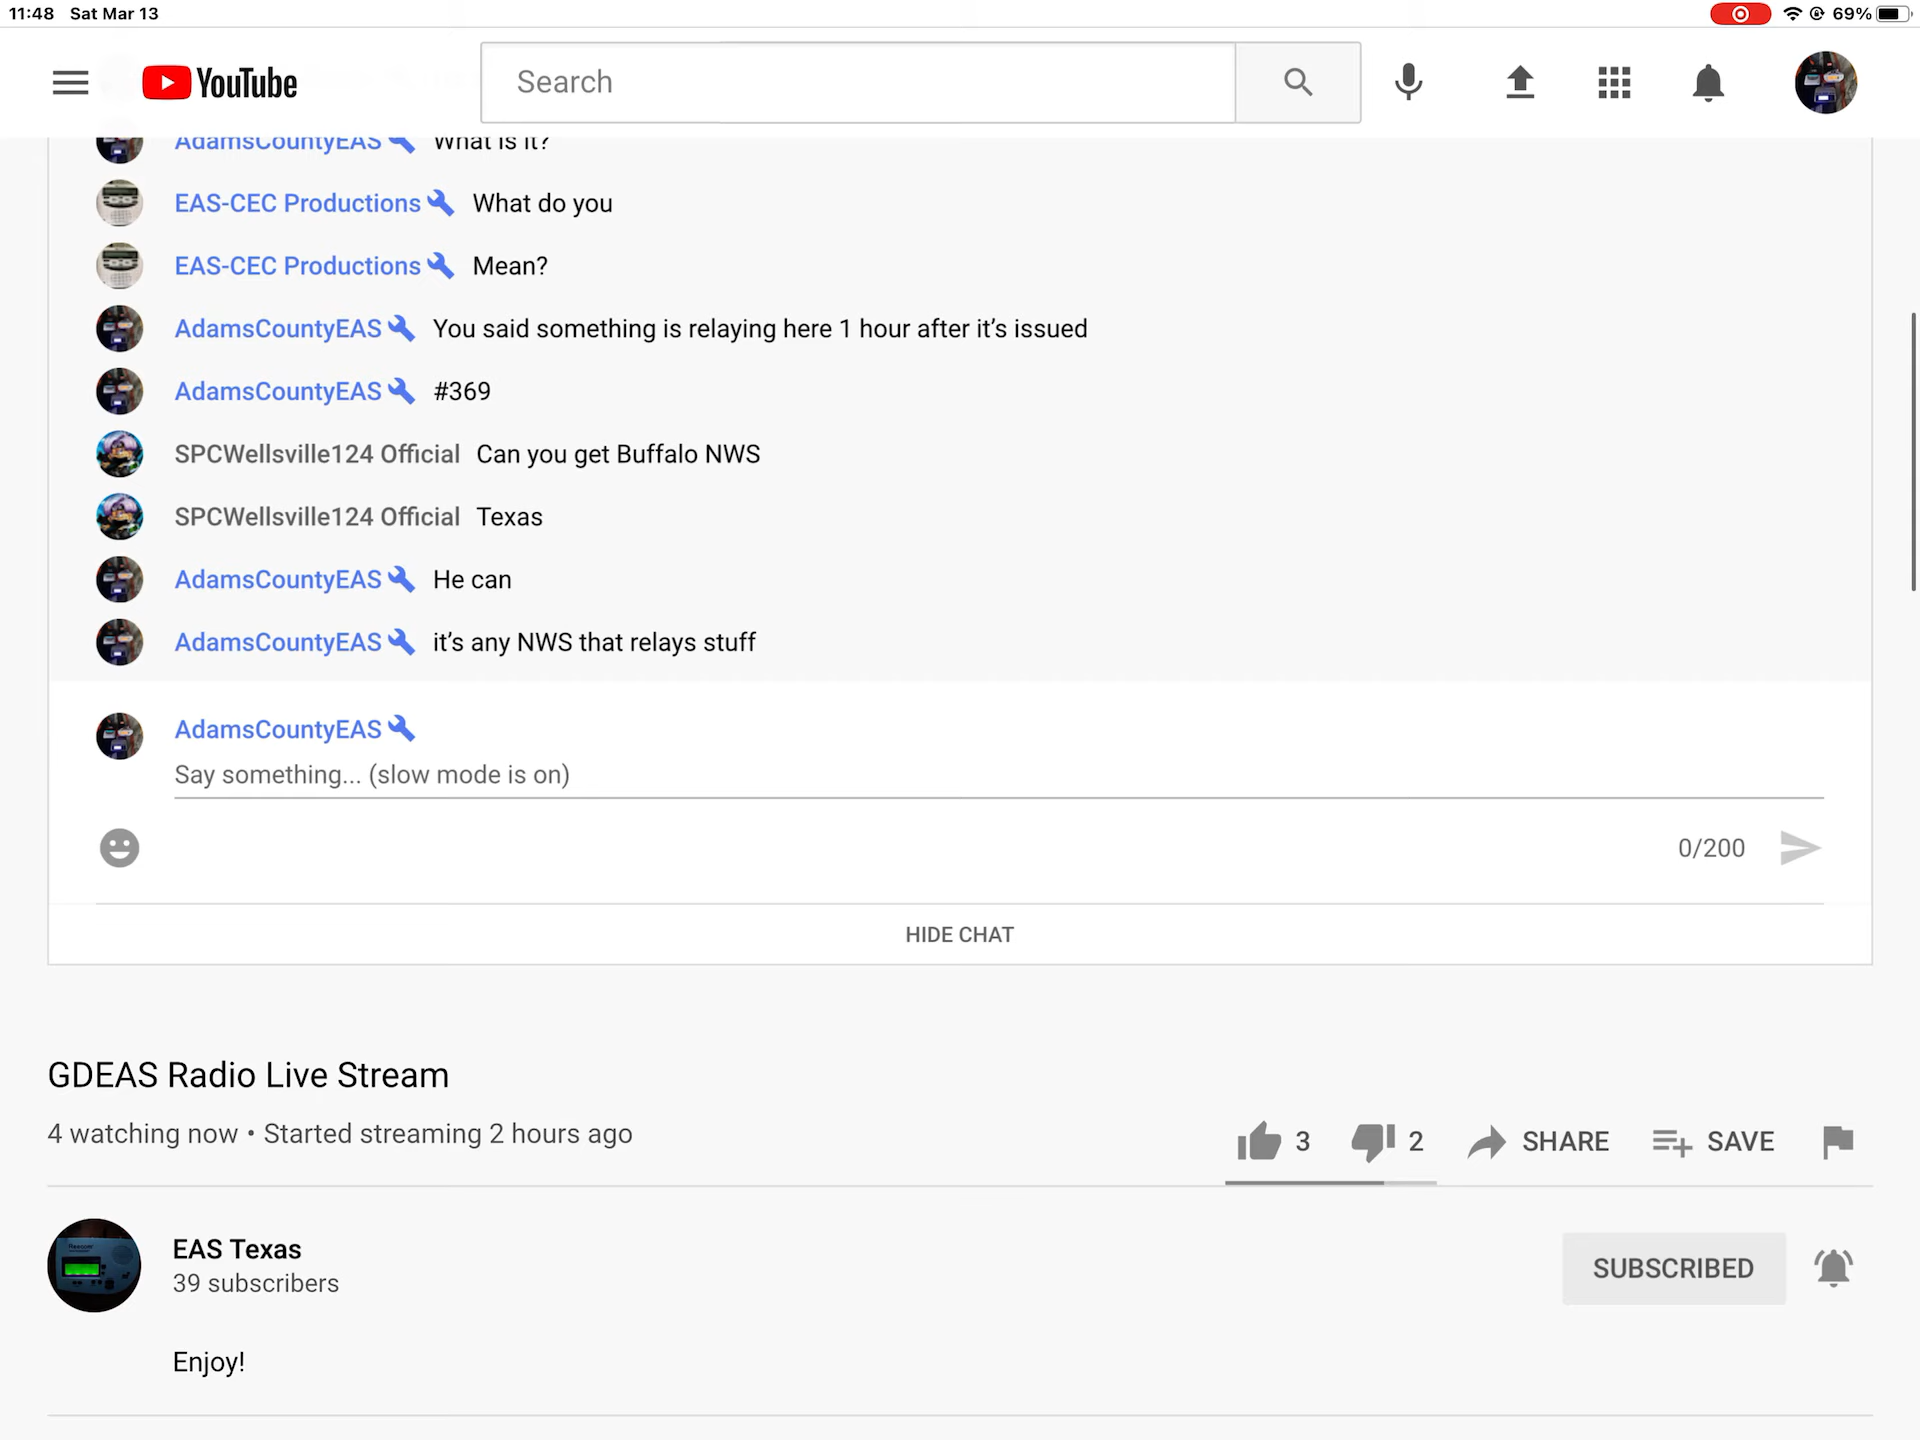 11:48 Sat Mar 13
69%
YouTube
Search
AdamsCountyEAS What is it?
EAS-CEC Productions What do you
EAS-CEC Productions Mean?
AdamsCountyEAS You said something is relaying here 1 hour after it’s issued
AdamsCountyEAS #369
SPCWellsville124 Official Can you get Buffalo NWS
SPCWellsville124 Official Texas
AdamsCountyEAS He can
AdamsCountyEAS it’s any NWS that relays stuff
AdamsCountyEAS
Say something... (slow mode is on)
0/200
HIDE CHAT
GDEAS Radio Live Stream
4 watching now • Started streaming 2 hours ago
3 2 SHARE SAVE
EAS Texas
39 subscribers
SUBSCRIBED
Enjoy!